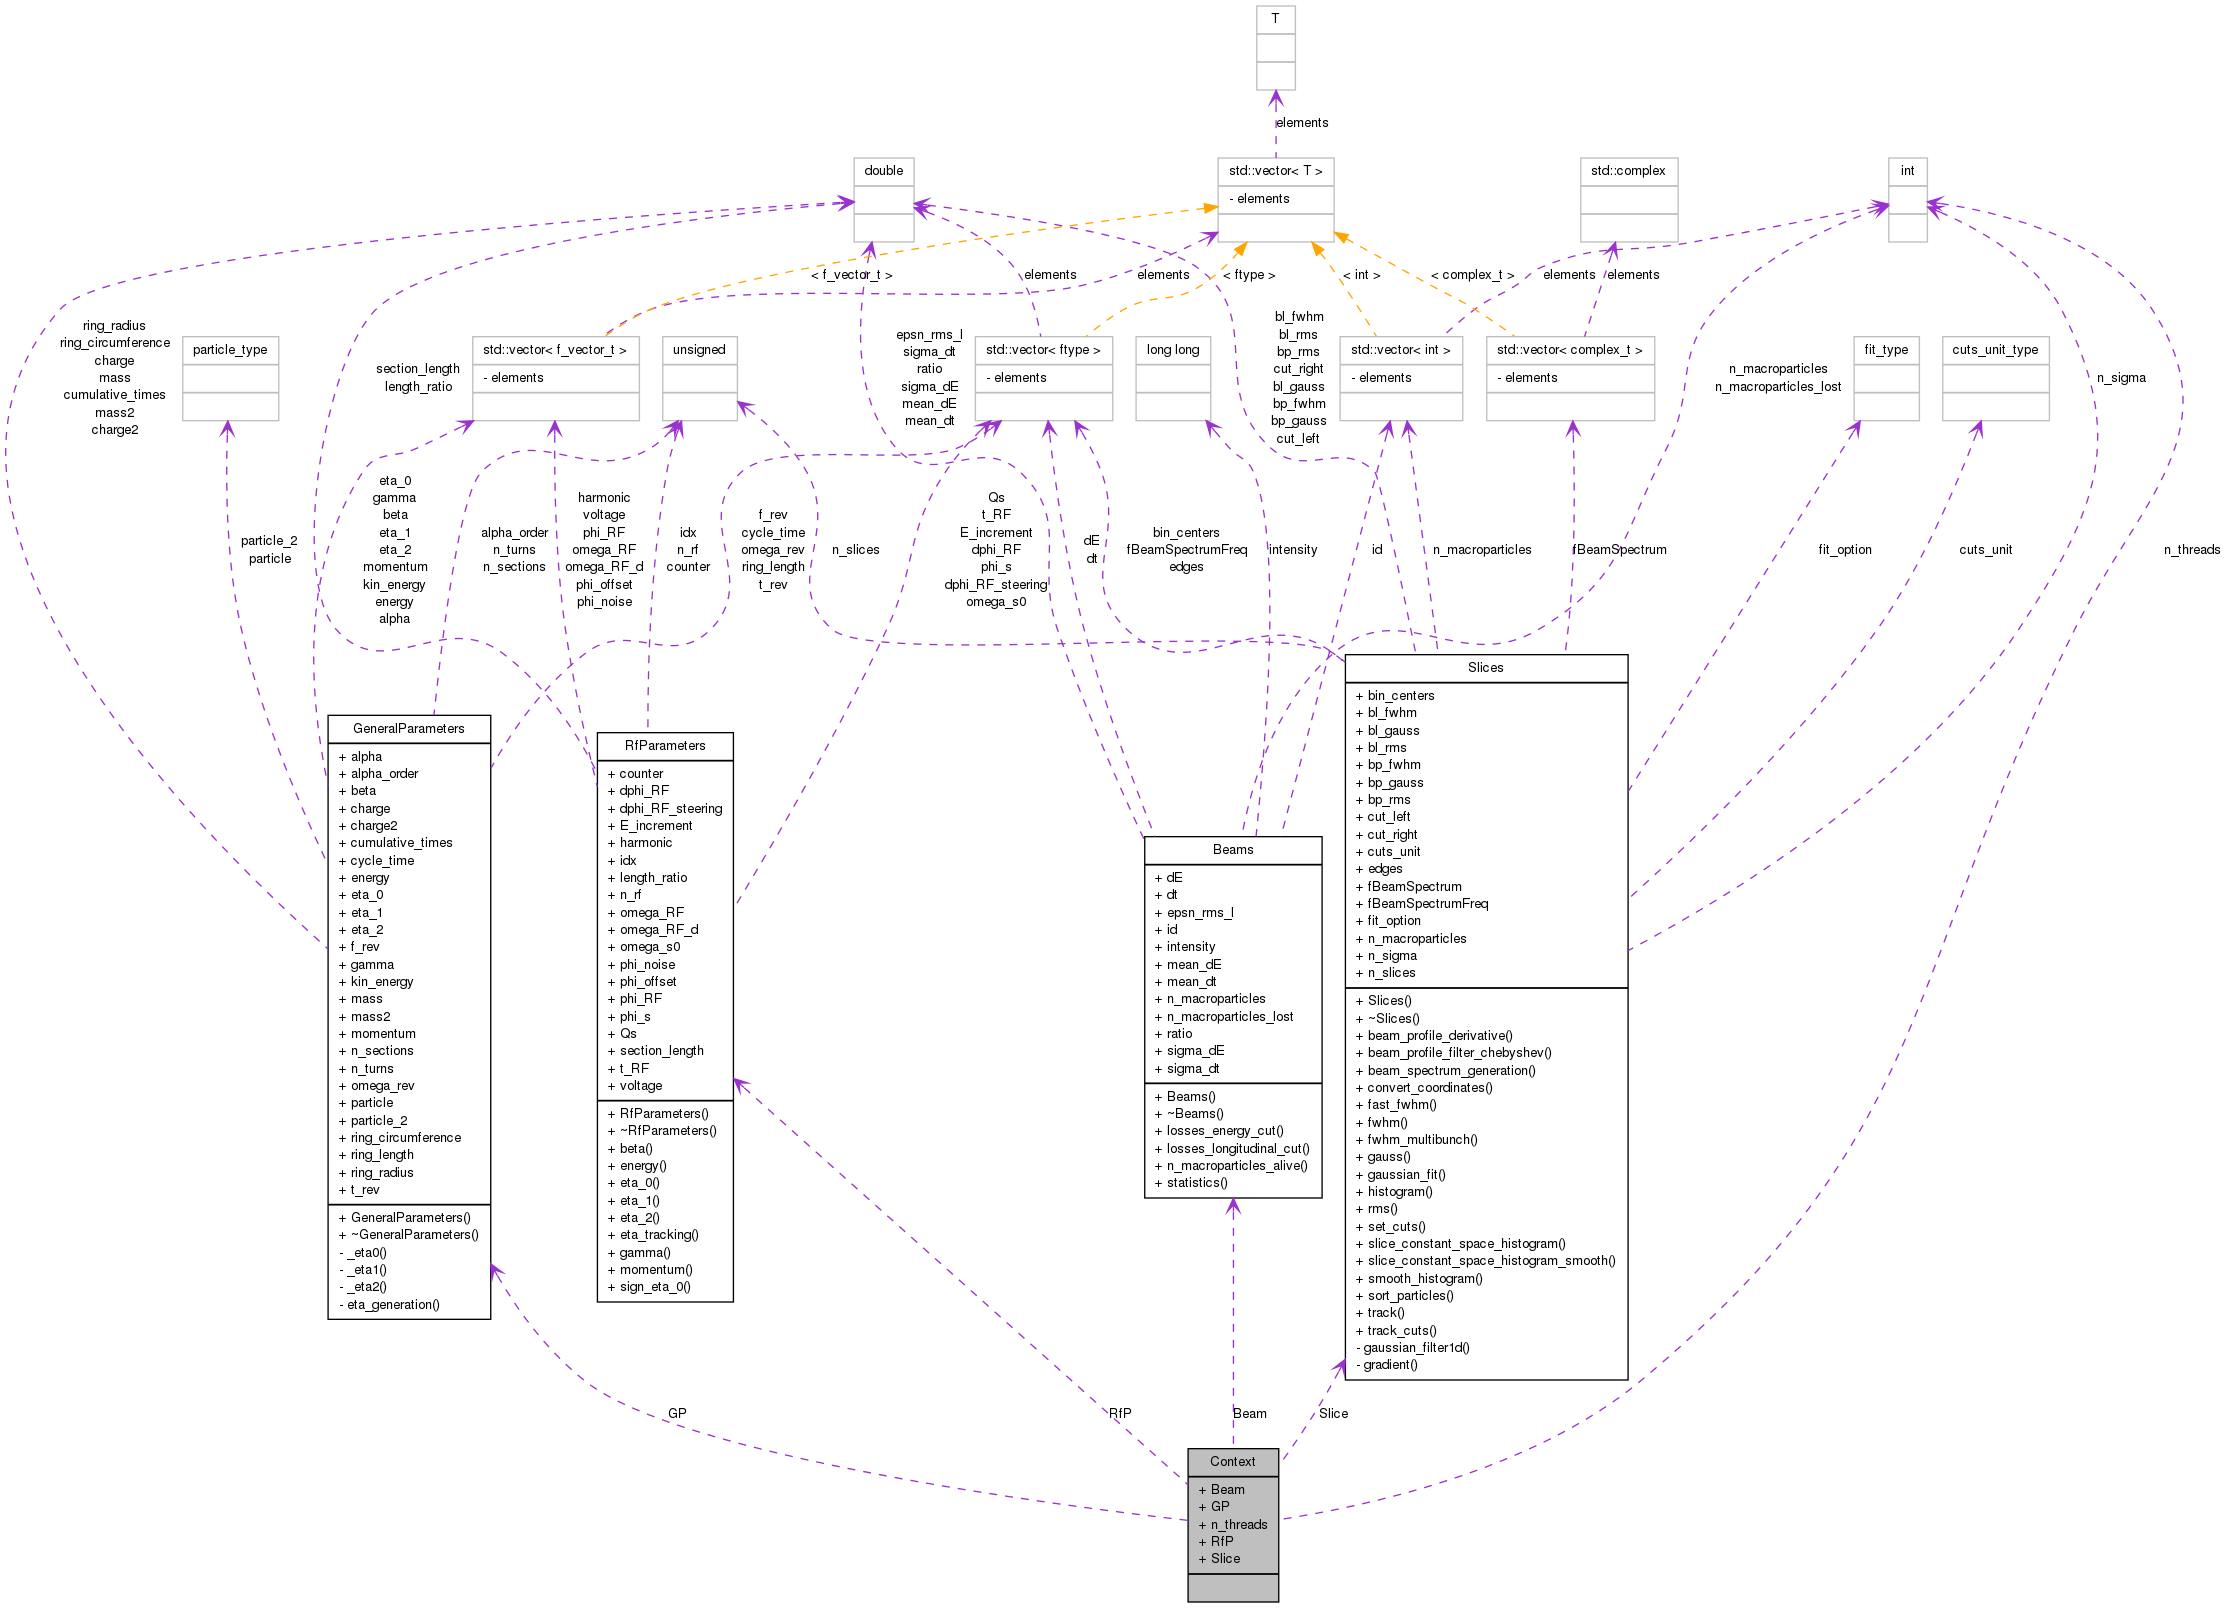 T
elements
double
std::vector< T >
- elements
std::complex
int
< f_vector_t >
elements
elements
< ftype >
< int >
< complex_t >
elements
elements
ring_radius
ring_circumference
charge
mass
cumulative_times
mass2
charge2
particle_type
section_length
length_ratio
std::vector< f_vector_t >
- elements
unsigned
epsn_rms_l
sigma_dt
ratio
sigma_dE
mean_dE
mean_dt
std::vector< ftype >
- elements
long long
bl_fwhm
bl_rms
bp_rms
cut_right
bl_gauss
bp_fwhm
bp_gauss
cut_left
std::vector< int >
- elements
std::vector< complex_t >
- elements
n_macroparticles
n_macroparticles_lost
fit_type
cuts_unit_type
n_sigma
particle_2
particle
eta_0
gamma
beta
eta_1
eta_2
momentum
kin_energy
energy
alpha
alpha_order
n_turns
n_sections
harmonic
voltage
phi_RF
omega_RF
omega_RF_d
phi_offset
phi_noise
idx
n_rf
counter
f_rev
cycle_time
omega_rev
ring_length
t_rev
n_slices
Qs
t_RF
E_increment
dphi_RF
phi_s
dphi_RF_steering
omega_s0
dE
dt
bin_centers
fBeamSpectrumFreq
edges
intensity
id
n_macroparticles
fBeamSpectrum
fit_option
cuts_unit
n_threads
GeneralParameters
+ alpha
+ alpha_order
+ beta
+ charge
+ charge2
+ cumulative_times
+ cycle_time
+ energy
+ eta_0
+ eta_1
+ eta_2
+ f_rev
+ gamma
+ kin_energy
+ mass
+ mass2
+ momentum
+ n_sections
+ n_turns
+ omega_rev
+ particle
+ particle_2
+ ring_circumference
+ ring_length
+ ring_radius
+ t_rev
+ GeneralParameters()
+ ~GeneralParameters()
- _eta0()
- _eta1()
- _eta2()
- eta_generation()
RfParameters
+ counter
+ dphi_RF
+ dphi_RF_steering
+ E_increment
+ harmonic
+ idx
+ length_ratio
+ n_rf
+ omega_RF
+ omega_RF_d
+ omega_s0
+ phi_noise
+ phi_offset
+ phi_RF
+ phi_s
+ Qs
+ section_length
+ t_RF
+ voltage
+ RfParameters()
+ ~RfParameters()
+ beta()
+ energy()
+ eta_0()
+ eta_1()
+ eta_2()
+ eta_tracking()
+ gamma()
+ momentum()
+ sign_eta_0()
Beams
+ dE
+ dt
+ epsn_rms_l
+ id
+ intensity
+ mean_dE
+ mean_dt
+ n_macroparticles
+ n_macroparticles_lost
+ ratio
+ sigma_dE
+ sigma_dt
+ Beams()
+ ~Beams()
+ losses_energy_cut()
+ losses_longitudinal_cut()
+ n_macroparticles_alive()
+ statistics()
Slices
+ bin_centers
+ bl_fwhm
+ bl_gauss
+ bl_rms
+ bp_fwhm
+ bp_gauss
+ bp_rms
+ cut_left
+ cut_right
+ cuts_unit
+ edges
+ fBeamSpectrum
+ fBeamSpectrumFreq
+ fit_option
+ n_macroparticles
+ n_sigma
+ n_slices
+ Slices()
+ ~Slices()
+ beam_profile_derivative()
+ beam_profile_filter_chebyshev()
+ beam_spectrum_generation()
+ convert_coordinates()
+ fast_fwhm()
+ fwhm()
+ fwhm_multibunch()
+ gauss()
+ gaussian_fit()
+ histogram()
+ rms()
+ set_cuts()
+ slice_constant_space_histogram()
+ slice_constant_space_histogram_smooth()
+ smooth_histogram()
+ sort_particles()
+ track()
+ track_cuts()
- gaussian_filter1d()
- gradient()
GP
RfP
Beam
Slice
Context
+ Beam
+ GP
+ n_threads
+ RfP
+ Slice